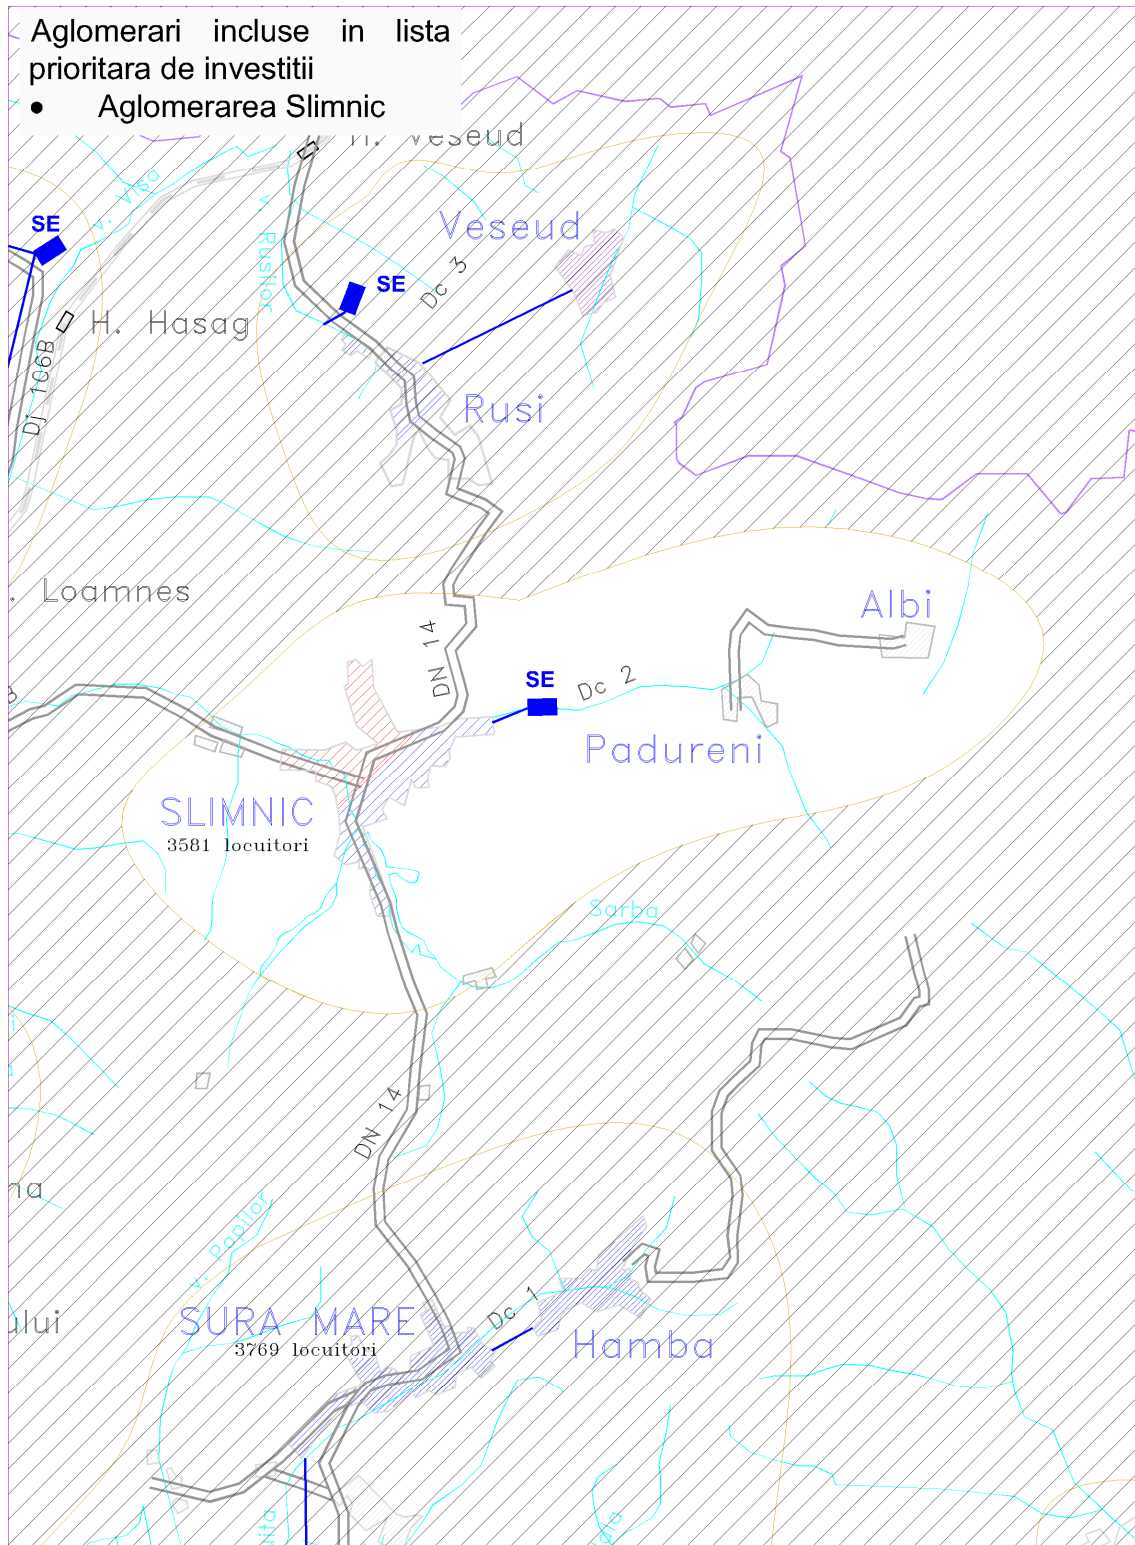 Aglomerari incluse in lista
prioritara de investitii
• Aglomerarea Slimnic
H. Veseud
v. Visa
SE
v. Rusilor
Veseud
SE
Dc 3
H. Hasag
Dj 106B
Rusi
Loamnes
Albi
DN 14
SE
Dc 2
Padureni
SLIMNIC
3581 locuitori
Sarba
DN 14
v. Popilor
SURA MARE
3769 locuitori
Dc 1
Hamba